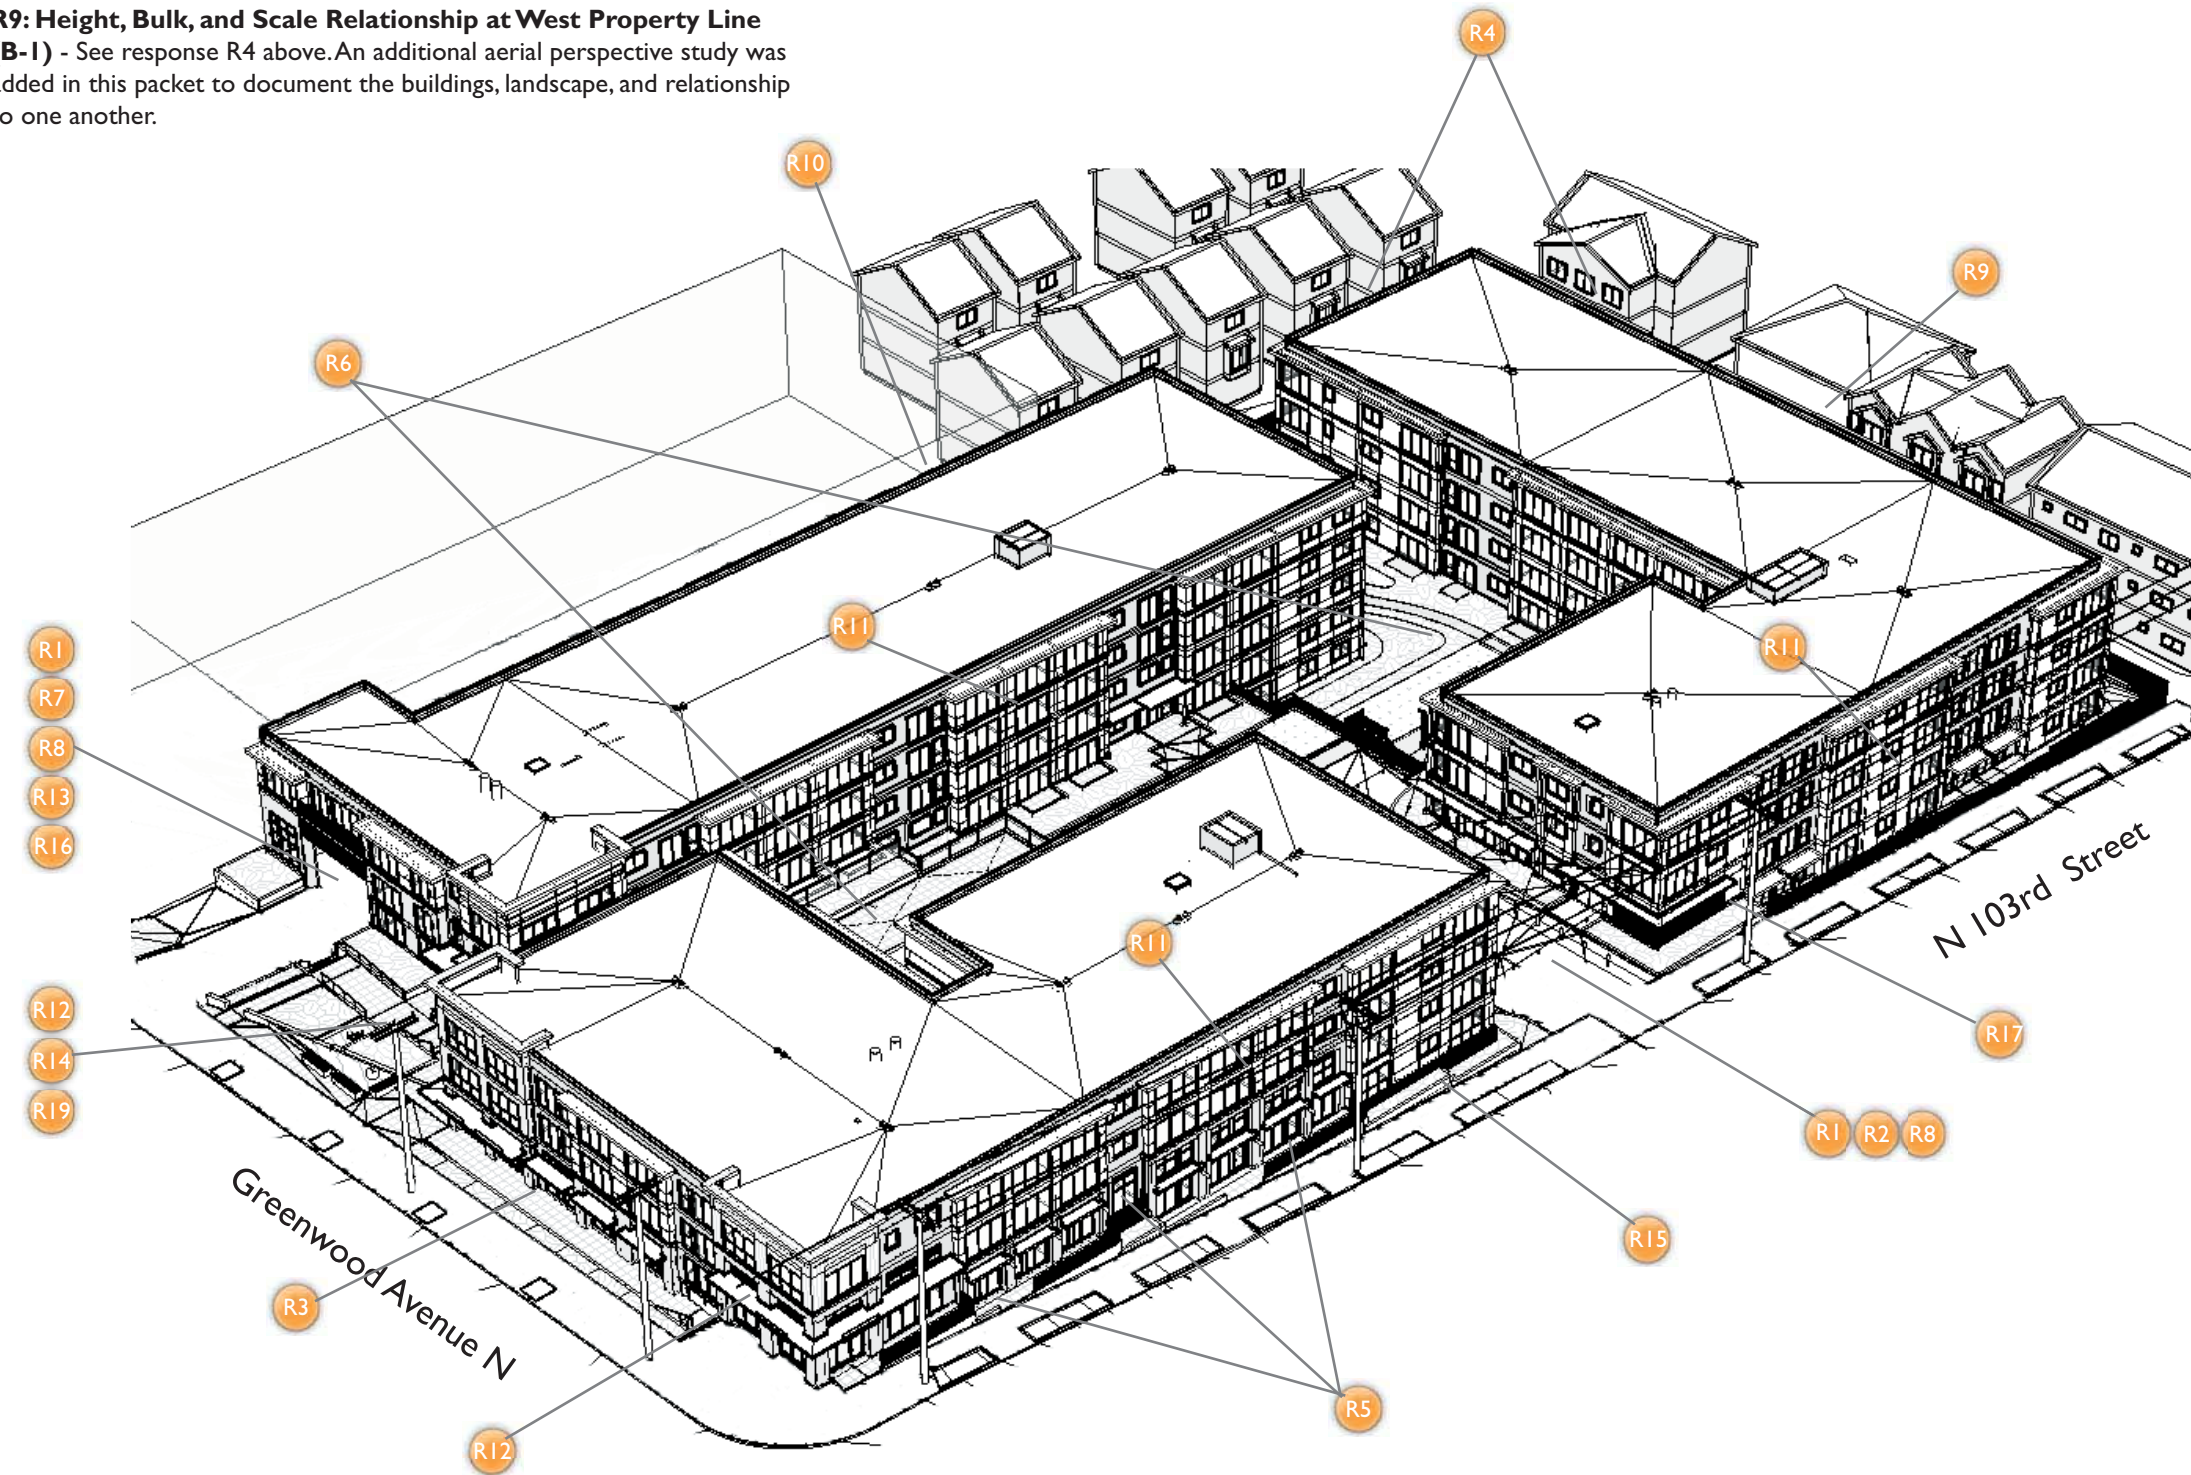 R9: Height, Bulk, and Scale Relationship at West Property Line
B-1) - See response R4 above. An additional aerial perspective study was
added in this packet to document the buildings, landscape, and relationship
to one another.
R4
R10
R9
R6
R11
R11
R1
R7
R8
R13
R16
R11
N 103rd Street
R12
R14
R19
R17
R1 R2 R8
Greenwood Avenue N
R15
R3
R5
R12